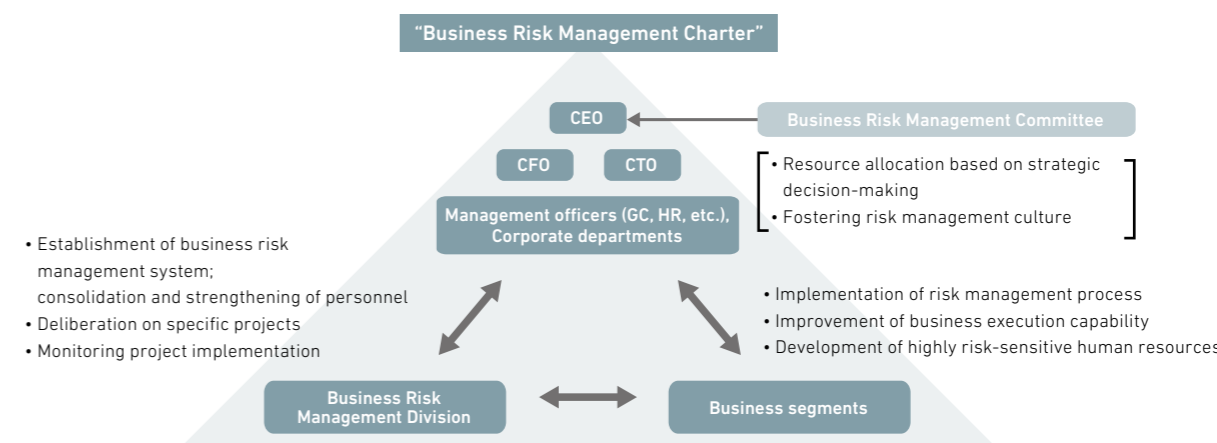 “Business Risk Management Charter”
CEO
Business Risk Management Committee
CFO
CTO
• Resource allocation based on strategic
decision-making
• Fostering risk management culture
Management officers (GC, HR, etc.),
Corporate departments
• Establishment of business risk
management system;
consolidation and strengthening of personnel
• Deliberation on specific projects
• Monitoring project implementation
• Implementation of risk management process
• Improvement of business execution capability
• Development of highly risk-sensitive human resources
Business Risk
Management Division
Business segments